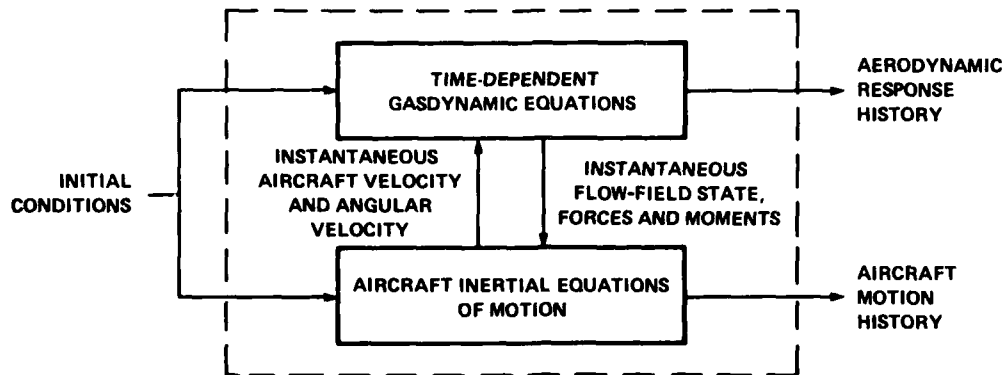 TIME-DEPENDENT
GASDYNAMIC EQUATIONS
AERODYNAMIC
RESPONSE
HISTORY
INITIAL
CONDITIONS
INSTANTANEOUS
AIRCRAFT VELOCITY
AND ANGULAR
VELOCITY
INSTANTANEOUS
FLOW-FIELD STATE,
FORCES AND MOMENTS
AIRCRAFT INERTIAL EQUATIONS
OF MOTION
AIRCRAFT
MOTION
HISTORY